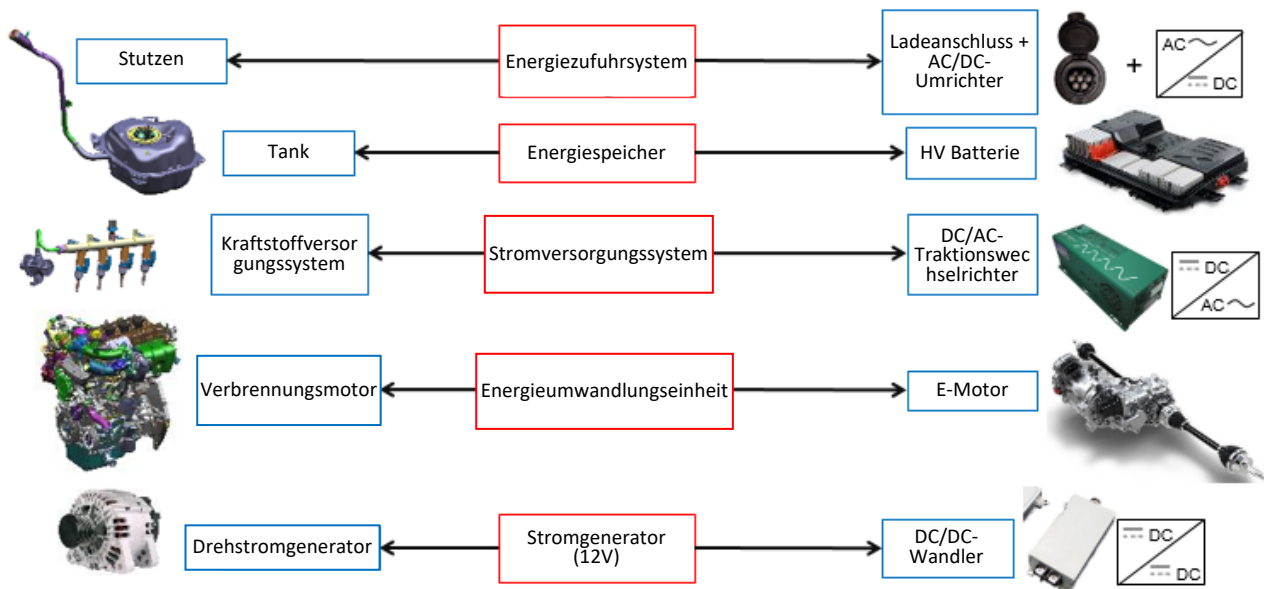 Stutzen
Energiezufuhrsystem
Ladeanschluss +
AC/DC-
Umrichter
+
AC
DC
Tank
Energiespeicher
HV Batterie
Kraftstoffversor
gungssystem
Stromversorgungssystem
DC/AC-
Traktionswec
hselrichter
DC
AC
Verbrennungsmotor
Energieumwandlungseinheit
E-Motor
Drehstromgenerator
Stromgenerator
(12V)
DC/DC-
Wandler
DC
DC